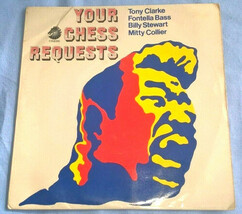 YOUR
CHESS
REQUESTS
Tony Clarke
Fontella Bass
Billy Stewart
Mitty Collier